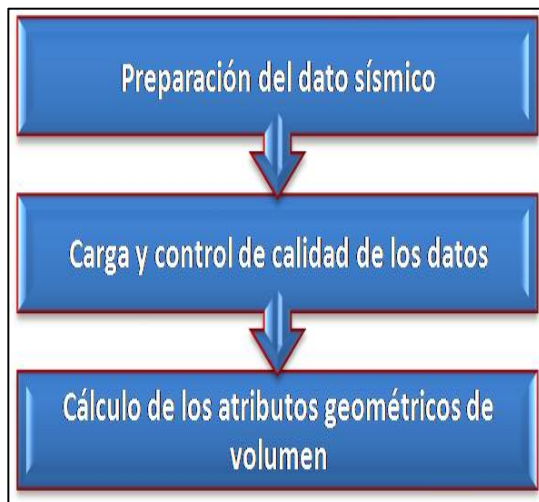 Preparación del dato sísmico
Carga y control de calidad de los datos
Cálculo de los atributos geométricos de
volumen